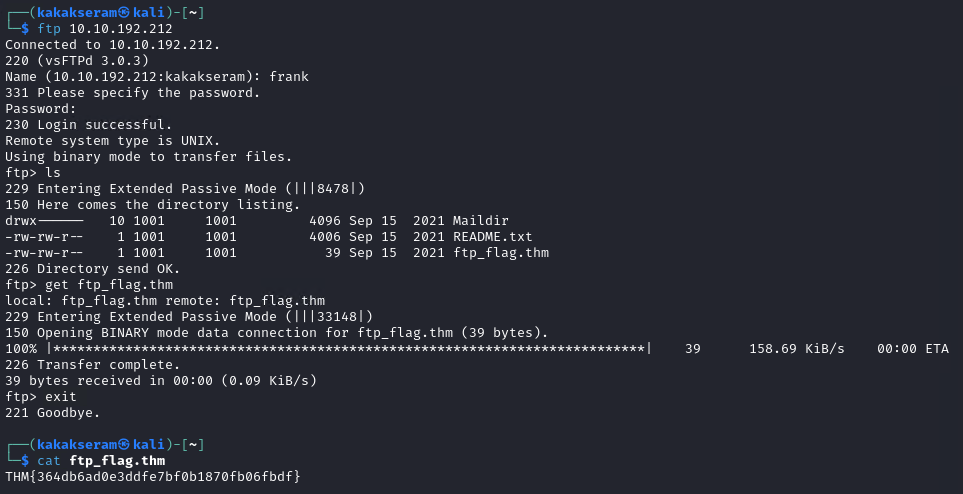 ┌──(kakakseram㉿kali)-[~]
└─$ ftp 10.10.192.212
Connected to 10.10.192.212.
220 (vsFTPd 3.0.3)
Name (10.10.192.212:kakakseram): frank
331 Please specify the password.
Password:
230 Login successful.
Remote system type is UNIX.
Using binary mode to transfer files.
ftp> ls
229 Entering Extended Passive Mode (|||8478|)
150 Here comes the directory listing.
drwx------   10 1001     1001         4096 Sep 15  2021 Maildir
-rw-rw-r--    1 1001     1001         4006 Sep 15  2021 README.txt
-rw-rw-r--    1 1001     1001           39 Sep 15  2021 ftp_flag.thm
226 Directory send OK.
ftp> get ftp_flag.thm
local: ftp_flag.thm remote: ftp_flag.thm
229 Entering Extended Passive Mode (|||33148|)
150 Opening BINARY mode data connection for ftp_flag.thm (39 bytes).
100% |*************************************************************************|    39      158.69 KiB/s    00:00 ETA
226 Transfer complete.
39 bytes received in 00:00 (0.09 KiB/s)
ftp> exit
221 Goodbye.
┌──(kakakseram㉿kali)-[~]
└─$ cat ftp_flag.thm
THM{364db6ad0e3ddfe7bf0b1870fb06fbdf}